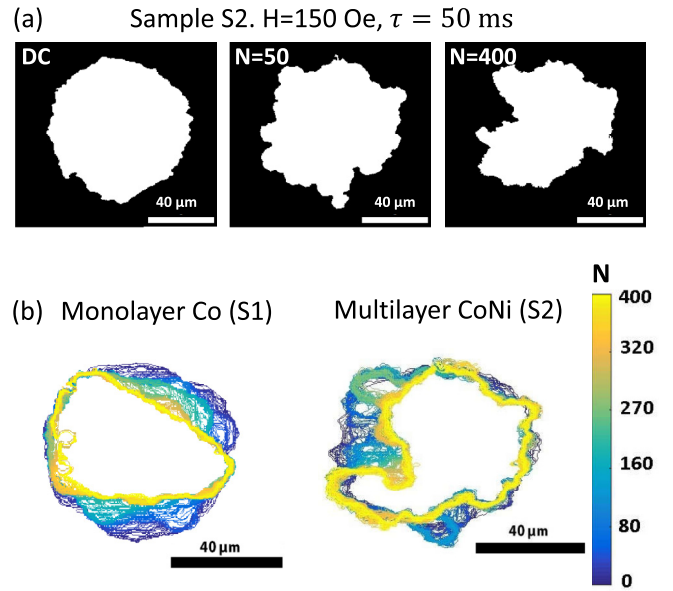 (a) Sample S2. H=150 Oe, τ = 50 ms
DC N=50 N=400
40 μm 40 μm 40 μm
(b) Monolayer Co (S1) Multilayer CoNi (S2) N
400
320
270
160
80
0
40 μm 40 μm